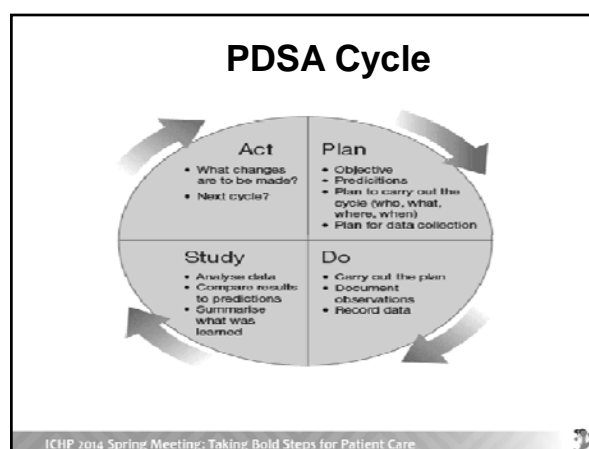 PDSA Cycle
Act
• What changes
are to be made?
• Next cycle?
Plan
• Objective
• Predicitions
• Plan to carry out the
cycle (who, what,
where, when)
• Plan for data collection
Study
• Analyse data
• Compare results
to predictions
• Summarise
what was
learned
Do
• Carry out the plan
• Document
observations
• Record data
ICHP 2014 Spring Meeting: Taking Bold Steps for Patient Care